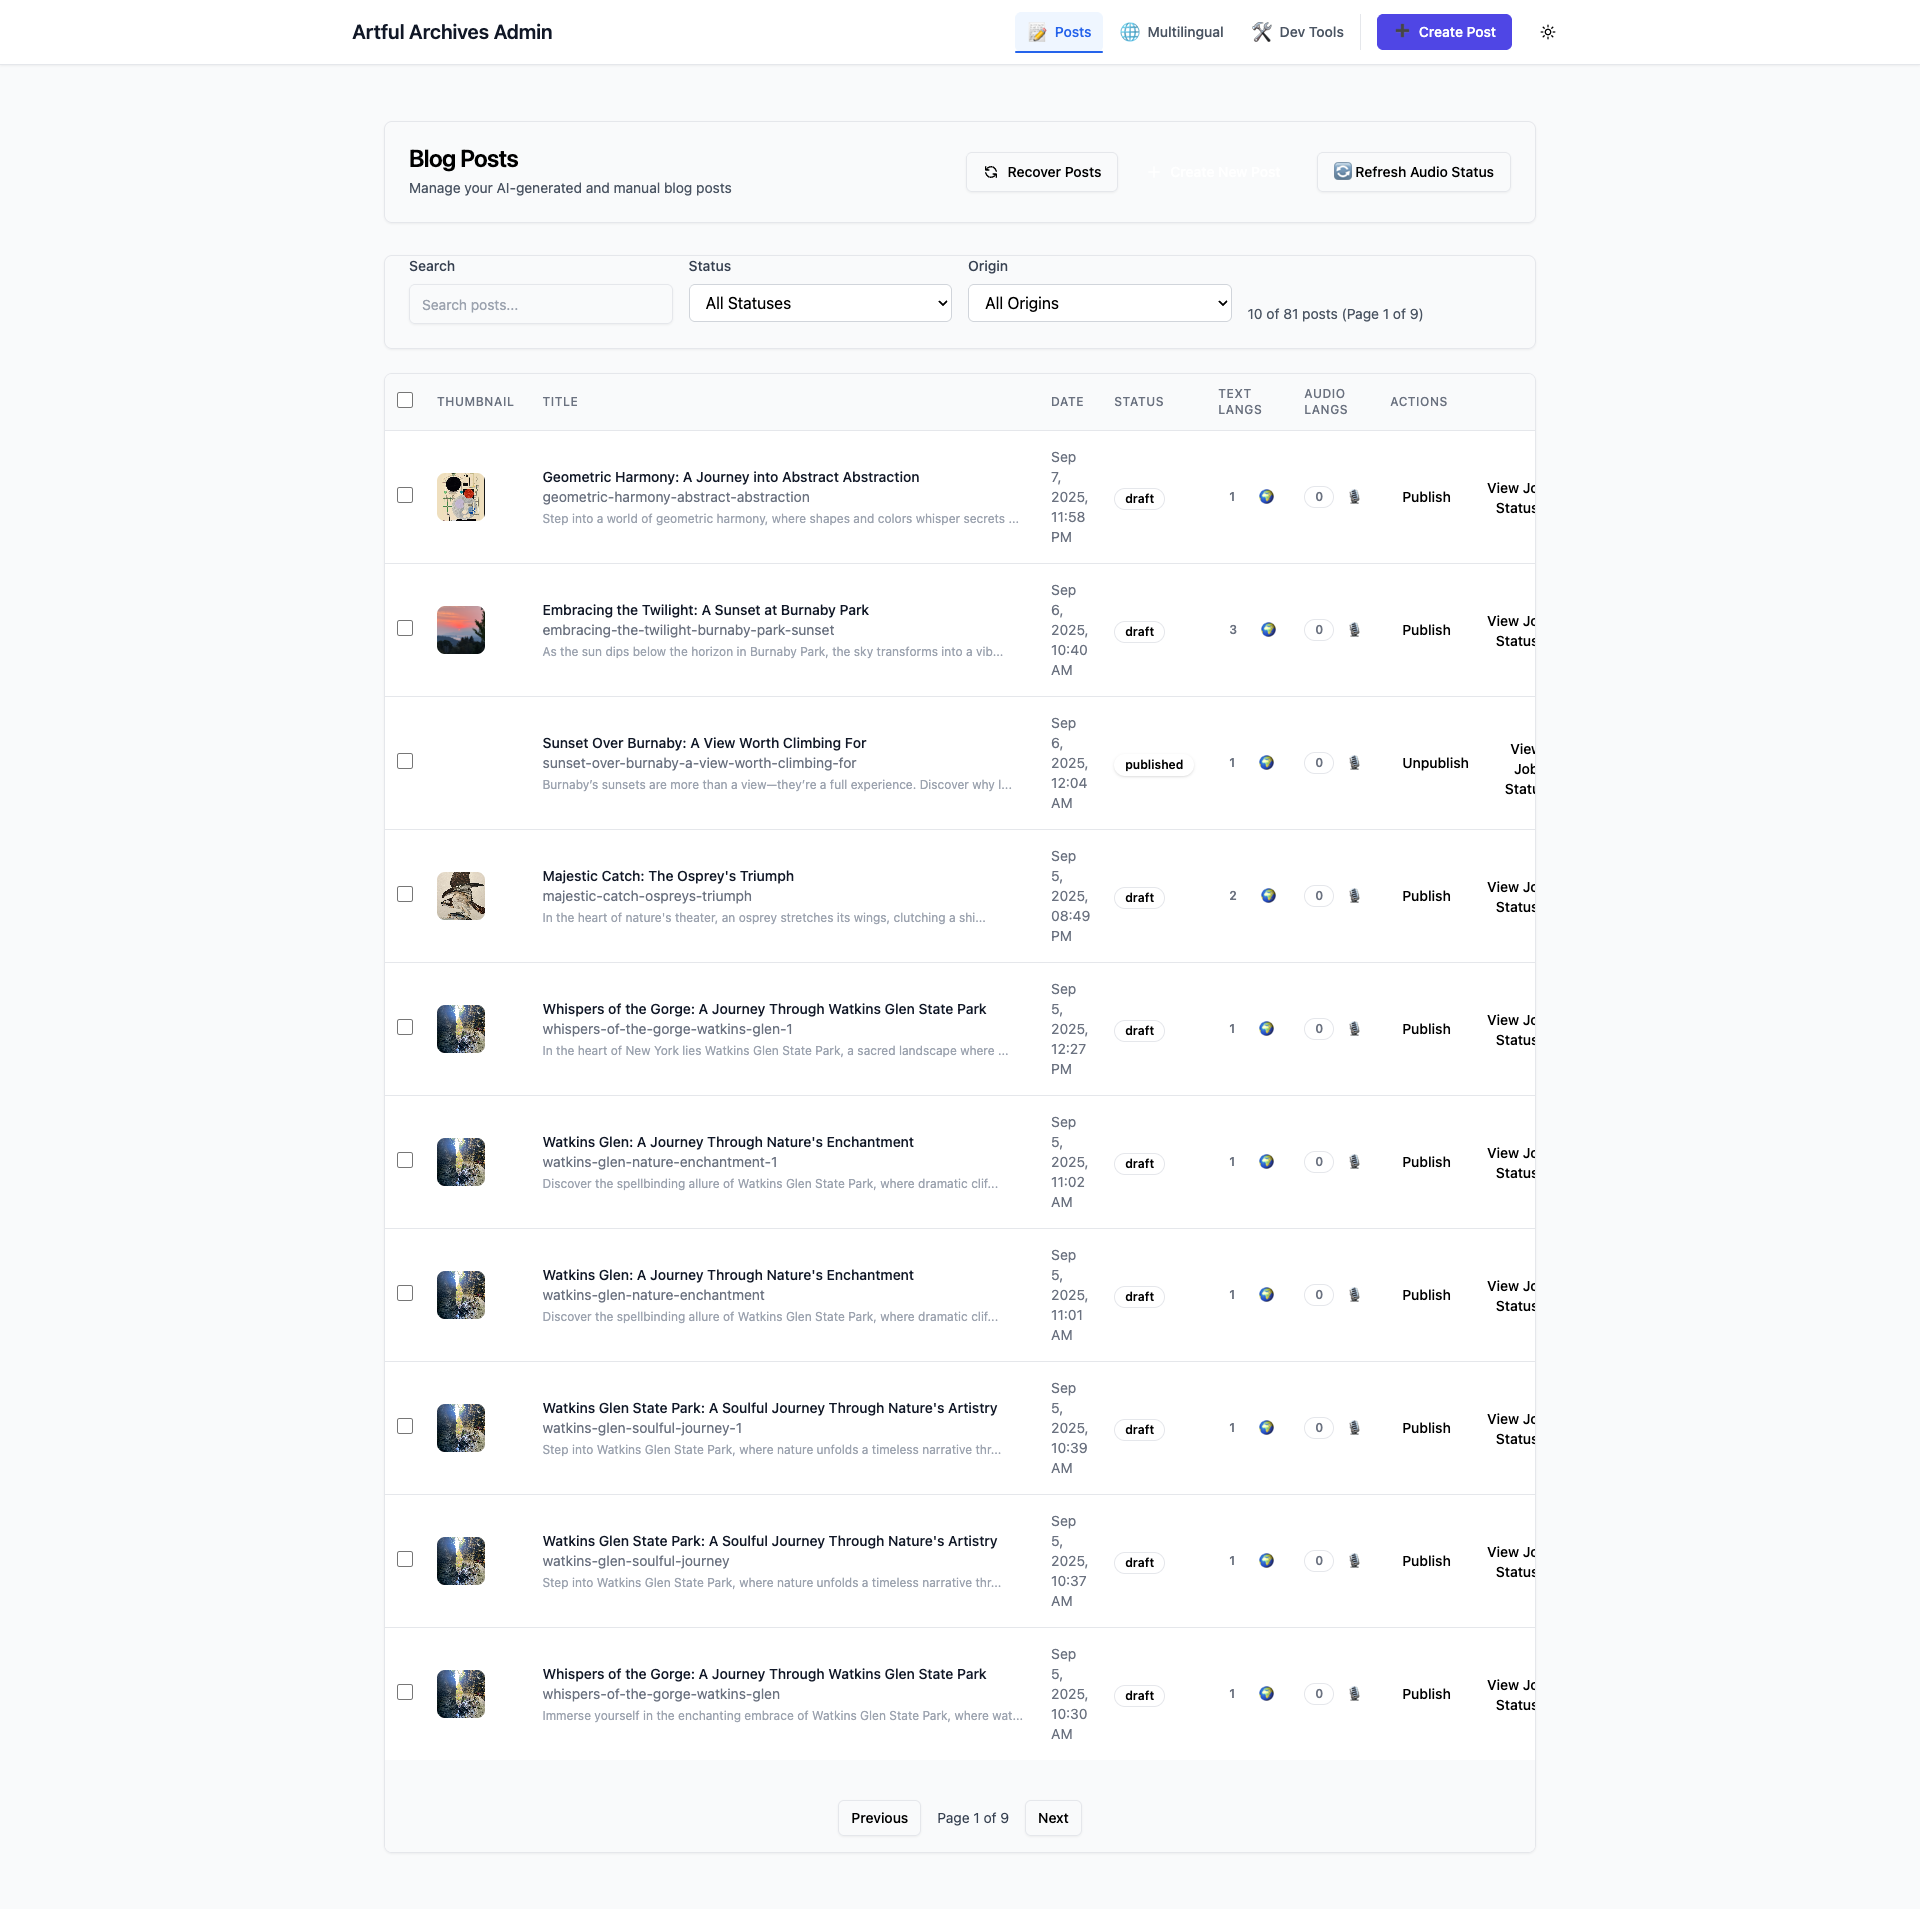 Artful Archives Admin
Posts
Multilingual
Dev Tools
Create Post
Blog Posts
Manage your AI-generated and manual blog posts
Recover Posts
Create New Post
Refresh Audio Status
Search
Status
Origin
Search posts...
All Statuses
All Origins
10 of 81 posts (Page 1 of 9)
THUMBNAIL
TITLE
DATE
STATUS
TEXT
LANGS
AUDIO
LANGS
ACTIONS
Geometric Harmony: A Journey into Abstract Abstraction
geometric-harmony-abstract-abstraction
Step into a world of geometric harmony, where shapes and colors whisper secrets ...
Sep
7,
2025,
11:58
PM
draft
1
0
Publish
View Jo
Status
Embracing the Twilight: A Sunset at Burnaby Park
embracing-the-twilight-burnaby-park-sunset
As the sun dips below the horizon in Burnaby Park, the sky transforms into a vib...
Sep
6,
2025,
10:40
AM
draft
3
0
Publish
View Jo
Status
Sunset Over Burnaby: A View Worth Climbing For
sunset-over-burnaby-a-view-worth-climbing-for
Burnaby's sunsets are more than a view—they're a full experience. Discover why I...
Sep
6,
2025,
12:04
AM
published
1
0
Unpublish
View
Job
Statu
Majestic Catch: The Osprey's Triumph
majestic-catch-ospreys-triumph
In the heart of nature's theater, an osprey stretches its wings, clutching a shi...
Sep
5,
2025,
08:49
PM
draft
2
0
Publish
View Jo
Status
Whispers of the Gorge: A Journey Through Watkins Glen State Park
whispers-of-the-gorge-watkins-glen-1
In the heart of New York lies Watkins Glen State Park, a sacred landscape where ...
Sep
5,
2025,
12:27
PM
draft
1
0
Publish
View Jo
Status
Watkins Glen: A Journey Through Nature's Enchantment
watkins-glen-nature-enchantment-1
Discover the spellbinding allure of Watkins Glen State Park, where dramatic clif...
Sep
5,
2025,
11:02
AM
draft
1
0
Publish
View Jo
Status
Watkins Glen: A Journey Through Nature's Enchantment
watkins-glen-nature-enchantment
Discover the spellbinding allure of Watkins Glen State Park, where dramatic clif...
Sep
5,
2025,
11:01
AM
draft
1
0
Publish
View Jo
Status
Watkins Glen State Park: A Soulful Journey Through Nature's Artistry
watkins-glen-soulful-journey-1
Step into Watkins Glen State Park, where nature unfolds a timeless narrative thr...
Sep
5,
2025,
10:39
AM
draft
1
0
Publish
View Jo
Status
Watkins Glen State Park: A Soulful Journey Through Nature's Artistry
watkins-glen-soulful-journey
Step into Watkins Glen State Park, where nature unfolds a timeless narrative thr...
Sep
5,
2025,
10:37
AM
draft
1
0
Publish
View Jo
Status
Whispers of the Gorge: A Journey Through Watkins Glen State Park
whispers-of-the-gorge-watkins-glen
Immerse yourself in the enchanting embrace of Watkins Glen State Park, where wat...
Sep
5,
2025,
10:30
AM
draft
1
0
Publish
View Jo
Status
Previous
Page 1 of 9
Next